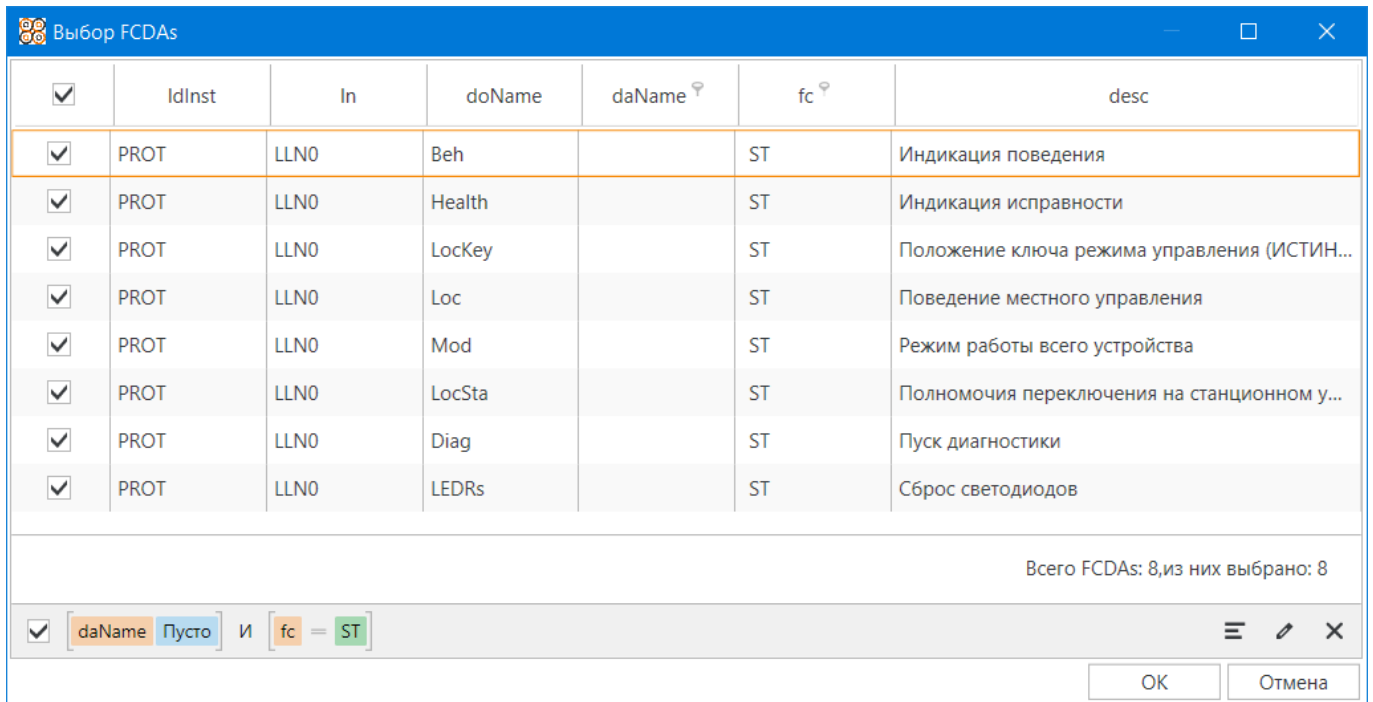 Выбор FCDAs
ldInst ln doName daName fc desc
PROT LLN0 Beh ST Индикация поведения
PROT LLN0 Health ST Индикация исправности
PROT LLN0 LocKey ST Положение ключа режима управления (ИСТИН...
PROT LLN0 Loc ST Поведение местного управления
PROT LLN0 Mod ST Режим работы всего устройства
PROT LLN0 LocSta ST Полномочия переключения на станционном у...
PROT LLN0 Diag ST Пуск диагностики
PROT LLN0 LEDRs ST Сброс светодиодов
Всего FCDAs: 8,из них выбрано: 8
daName Пусто И fc = ST
ОК Отмена